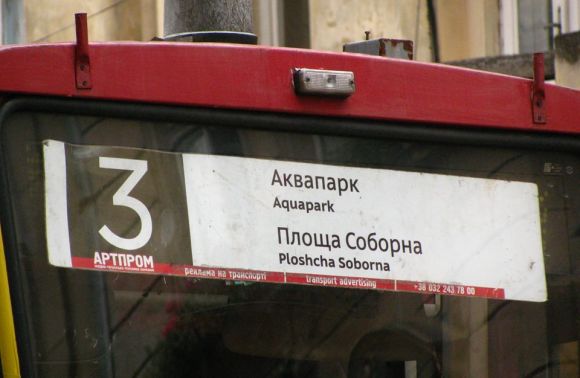 3
АРТПРОМ
Аквапарк
Aquapark
Площа Соборна
Ploshcha Soborna
реклама на транспорті transport advertising +38 032 243 78 00